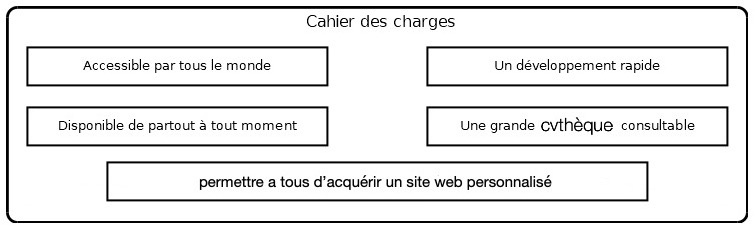 Cahier des charges
Accessible par tous le monde
Un développement rapide
Disponible de partout à tout moment
Une grande cvthèque consultable
permettre a tous d'acquérir un site web personnalisé